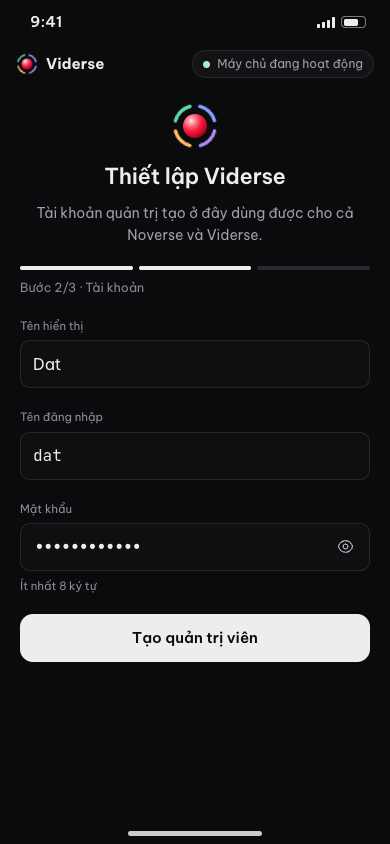 9:41
Viderse
Máy chủ đang hoạt động
Thiết lập Viderse
Tài khoản quản trị tạo ở đây dùng được cho cả
Noverse và Viderse.
Bước 2/3 · Tài khoản
Tên hiển thị
Dat
Tên đăng nhập
dat
Mật khẩu
••••••••••••
Ít nhất 8 ký tự
Tạo quản trị viên